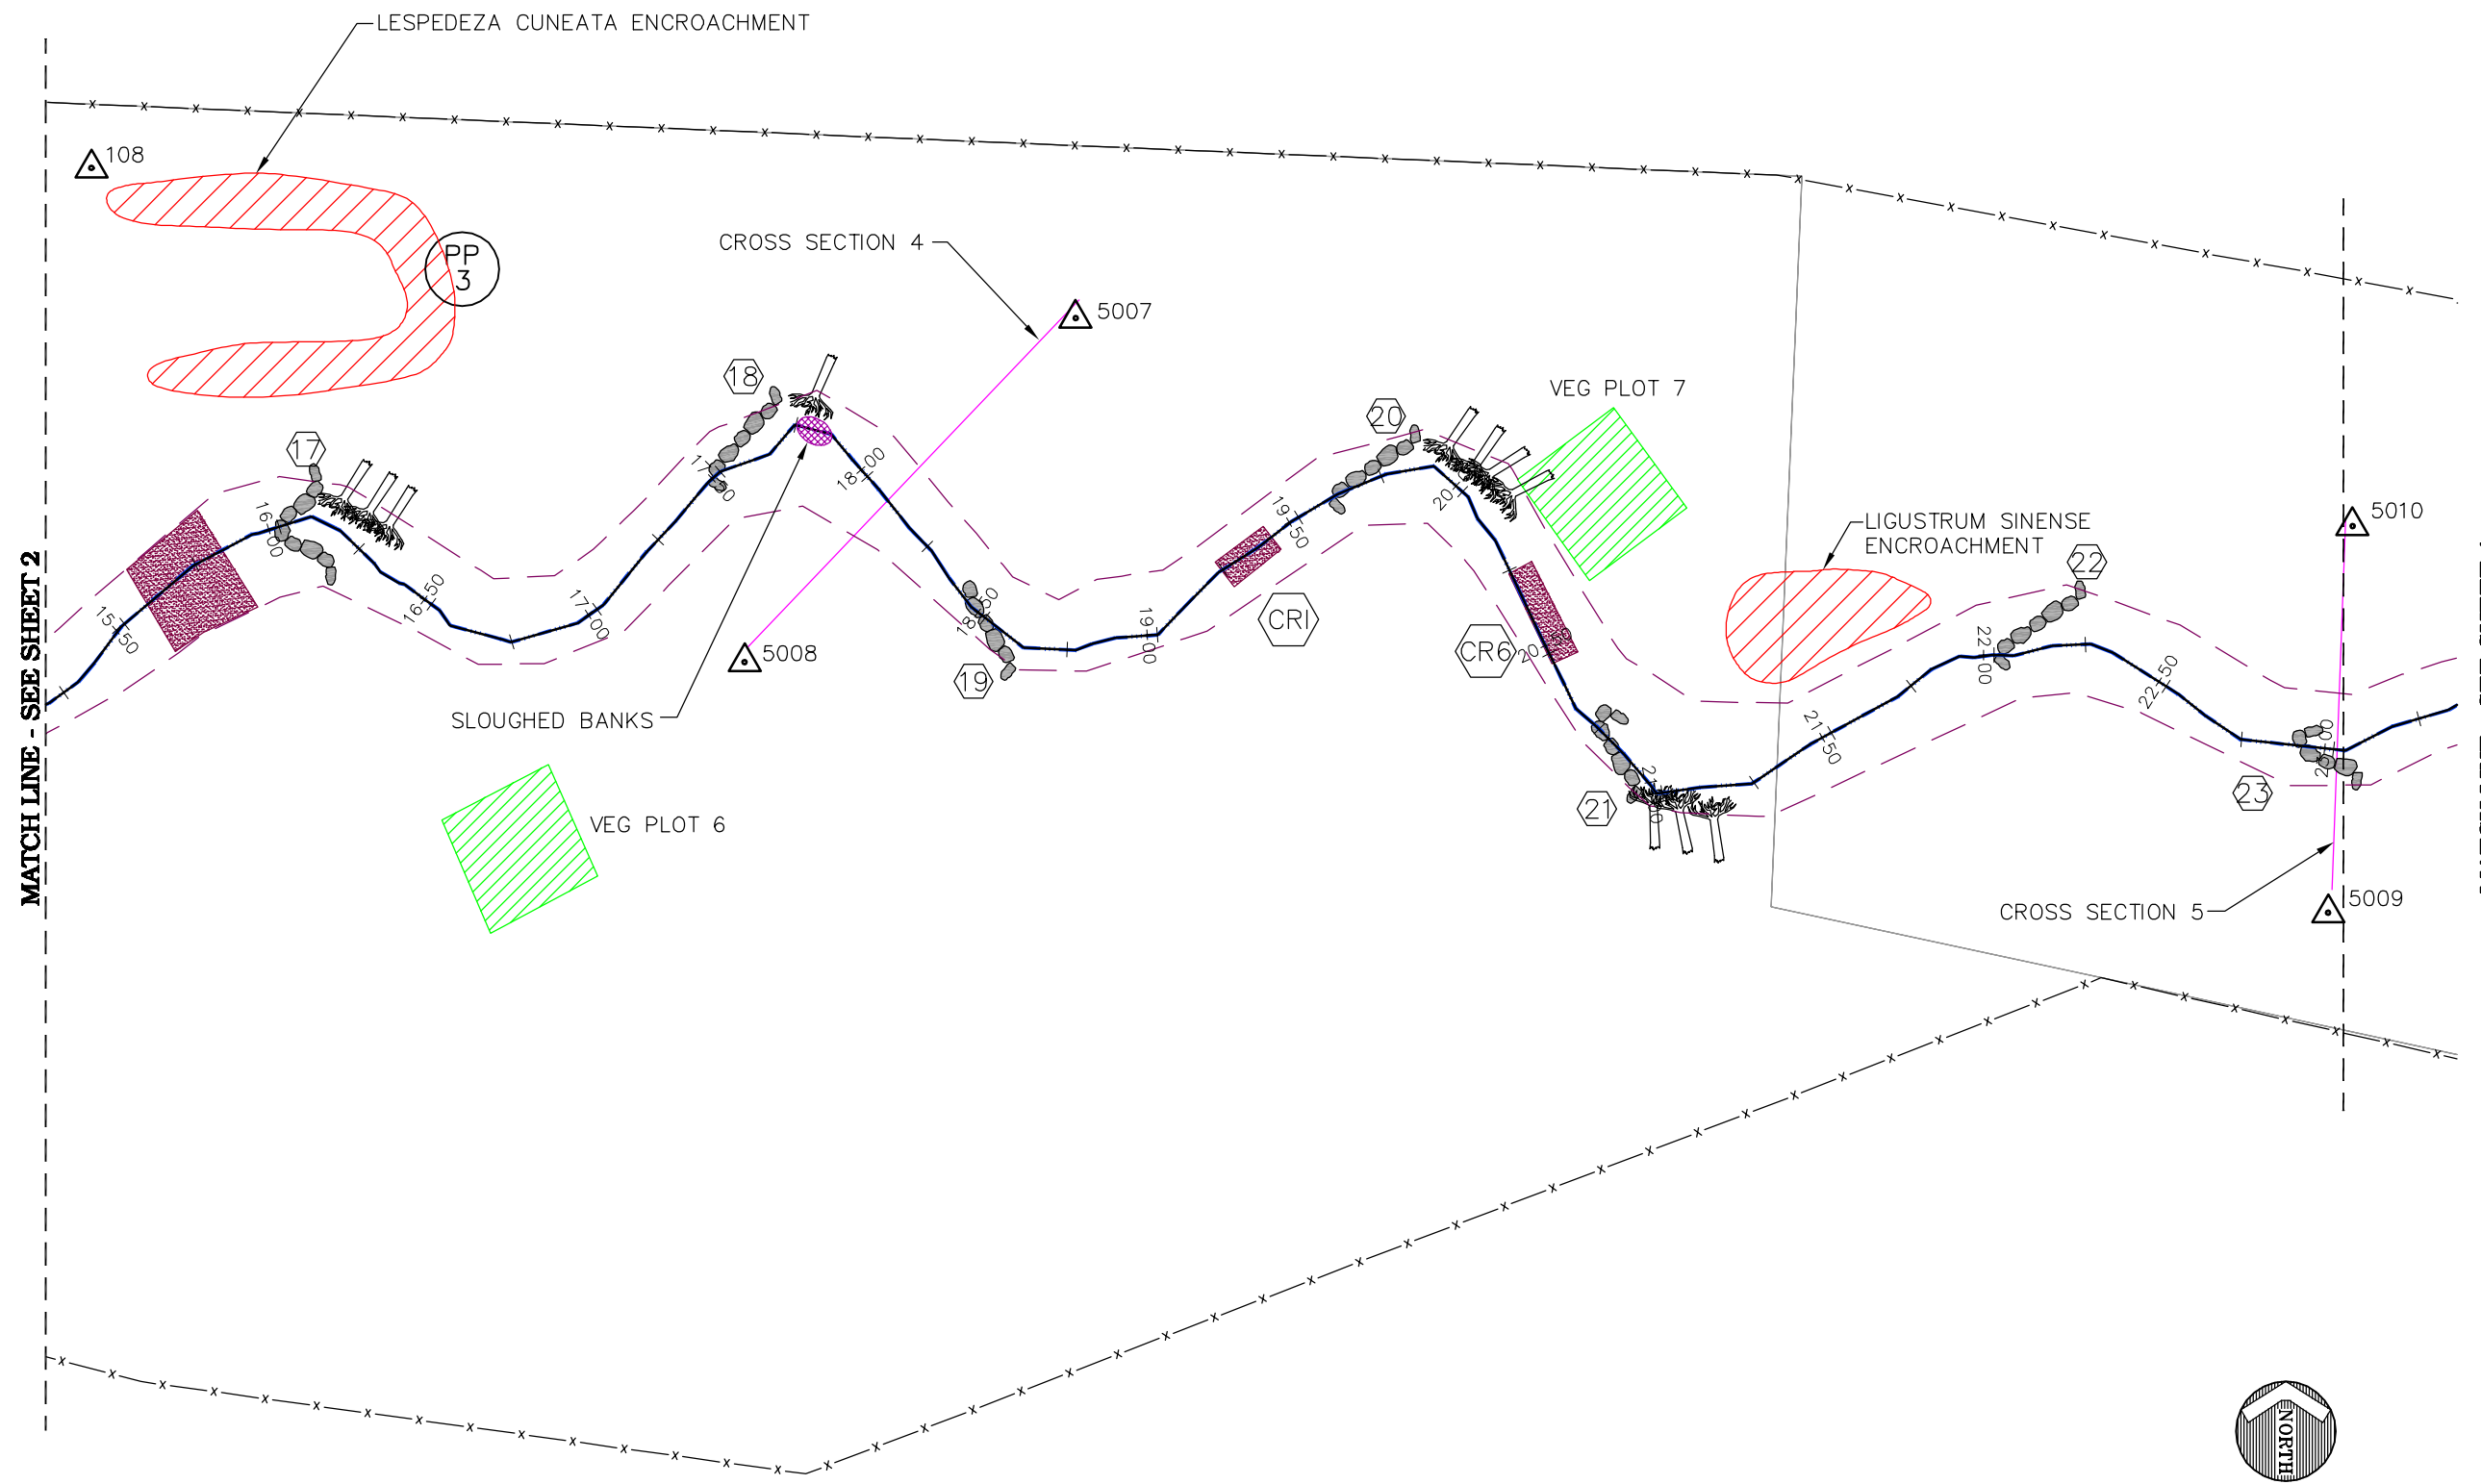 LESPEDEZA CUNEATA ENCROACHMENT
108
PP
3
CROSS SECTION 4
5007
18
17
20
VEG PLOT 7
16+00
18+00
19+50
15+50
16+50
17+00
18+50
19+00
CR1
CR6
LIGUSTRUM SINENSE
ENCROACHMENT
5010
22
22+00
22+50
5008
19
SLOUGHED BANKS
21+50
21
23
VEG PLOT 6
CROSS SECTION 5
5009
MATCH LINE - SEE SHEET 2
NORTH